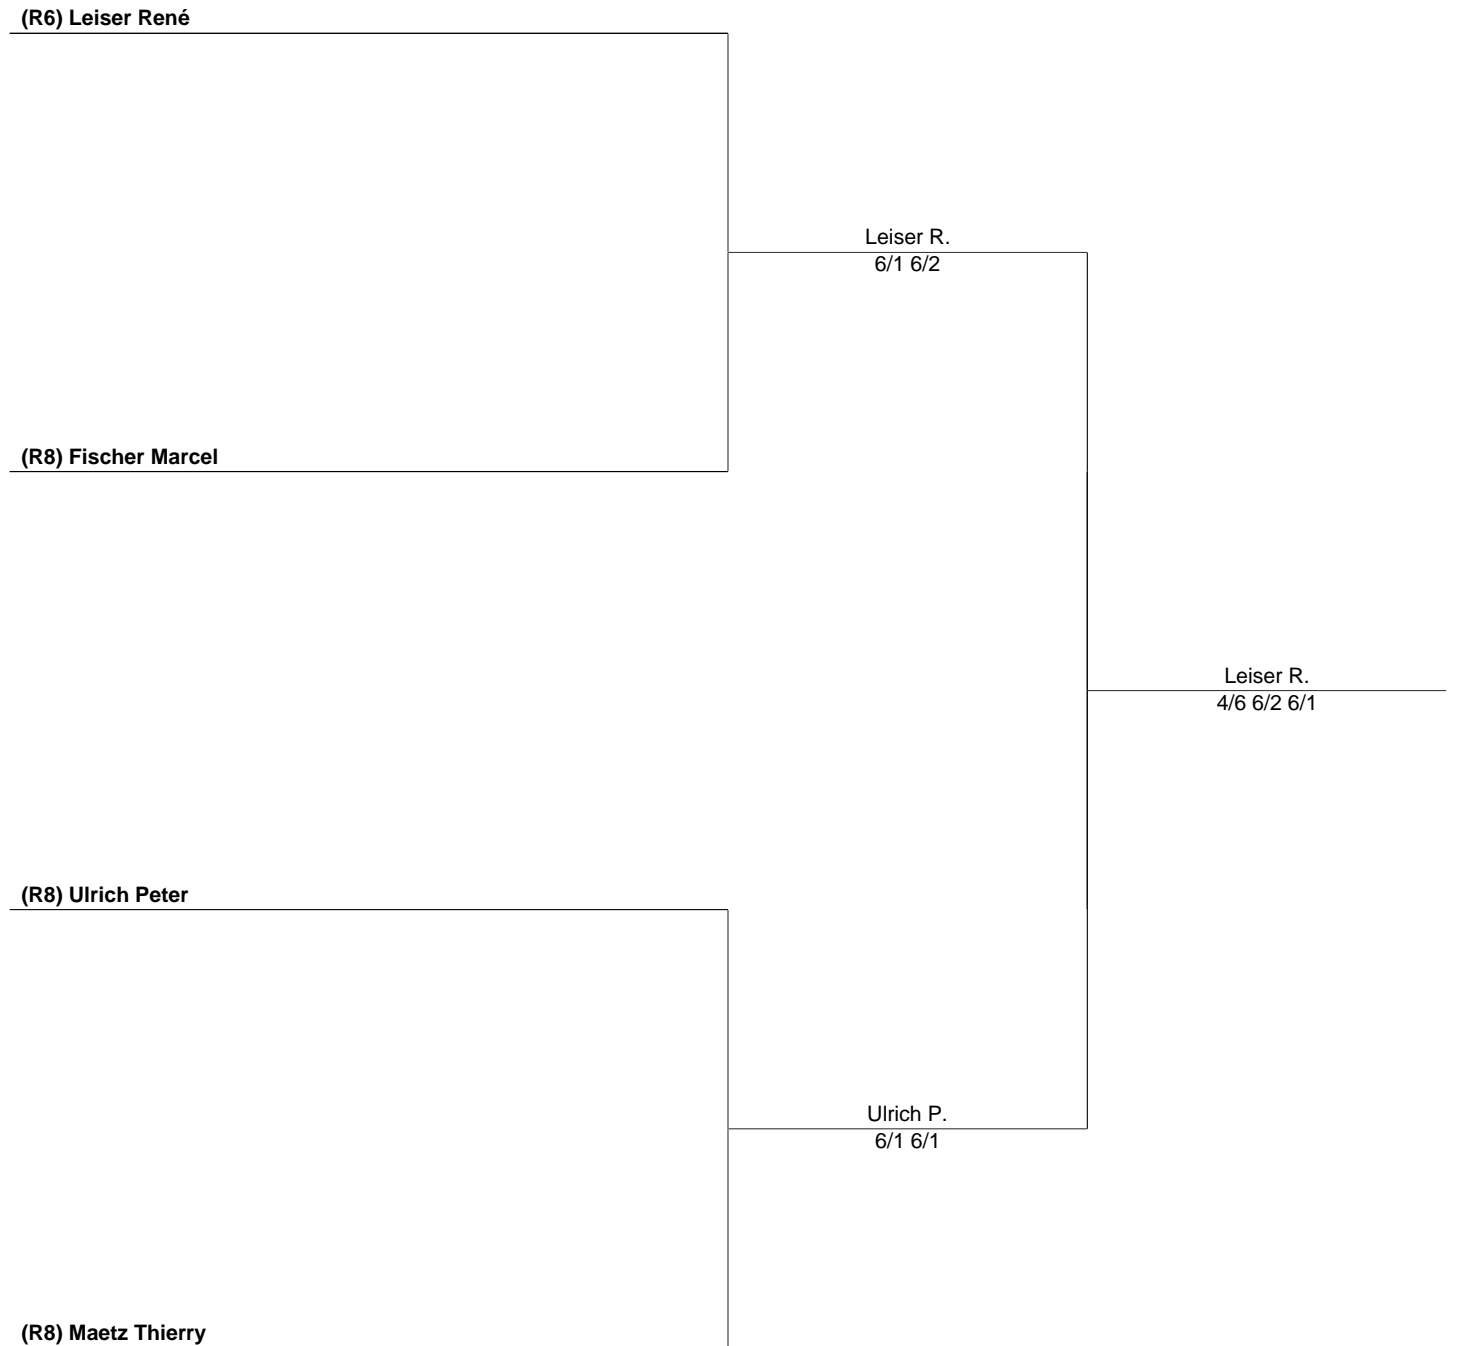 (R6) Leiser René
Leiser R.
6/1 6/2
(R8) Fischer Marcel
Leiser R.
4/6 6/2 6/1
(R8) Ulrich Peter
Ulrich P.
6/1 6/1
(R8) Maetz Thierry